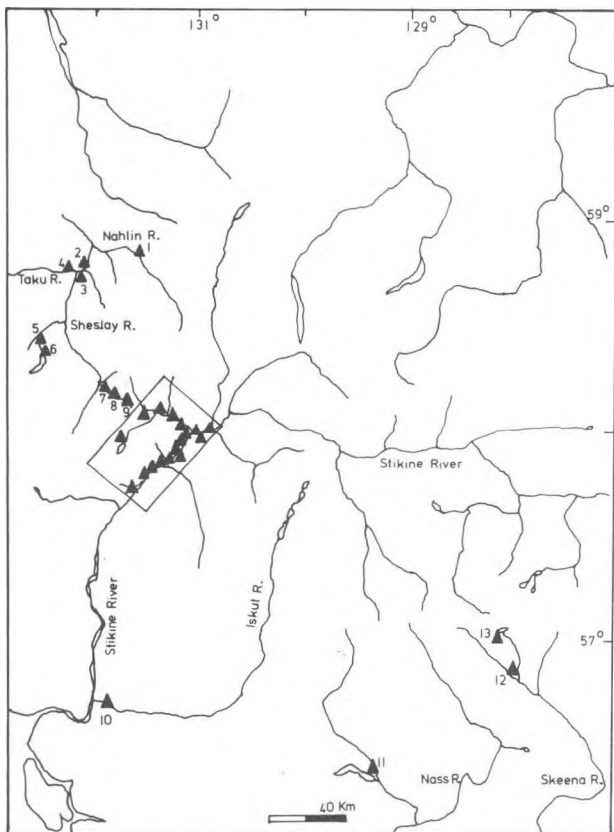 131°
129°
59°
Nahlin R.
1
2
4
Taku R.
3
Sheslay R.
5
6
7
8
9
Stikine River
Stikine River
Iskut R.
57°
13
12
10
11
Nass R.
Skeena R.
40 Km